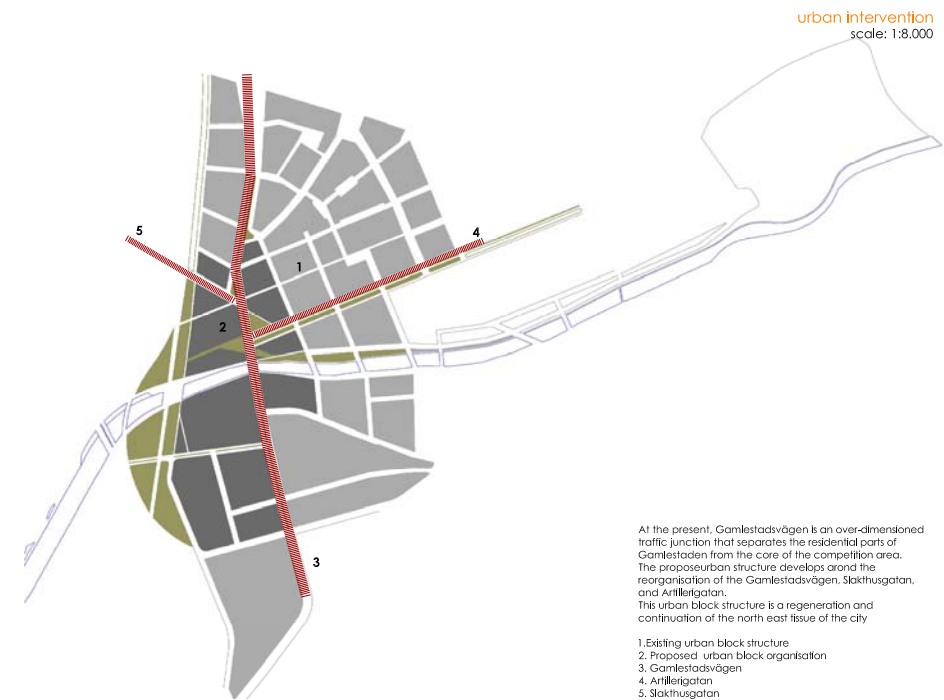 urban intervention
scale: 1:8.000
5
4
1
2
3
At the present, Gamlestadsvägen is an over-dimensioned
traffic junction that separates the residential parts of
Gamlestaden from the core of the competition area.
The proposeurban structure develops arond the
reorganisation of the Gamlestadsvägen, Slakthusgatan,
and Artillerigatan.
This urban block structure is a regeneration and
continuation of the north east tissue of the city
1.Existing urban block structure
2. Proposed urban block organisation
3. Gamlestadsvägen
4. Artillerigatan
5. Slakthusgatan